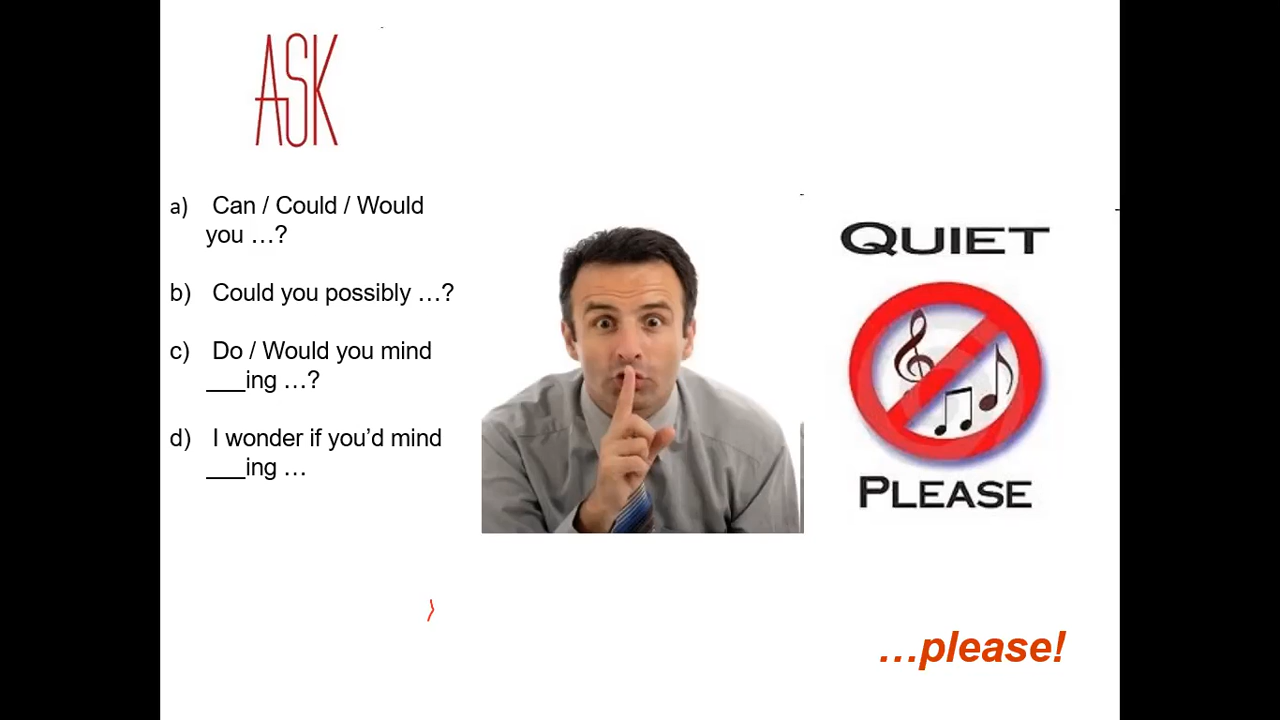 ASK
a) Can / Could / Would
you …?
b) Could you possibly …?
c) Do / Would you mind
___ing …?
d) I wonder if you’d mind
___ing …
QUIET
PLEASE
…please!